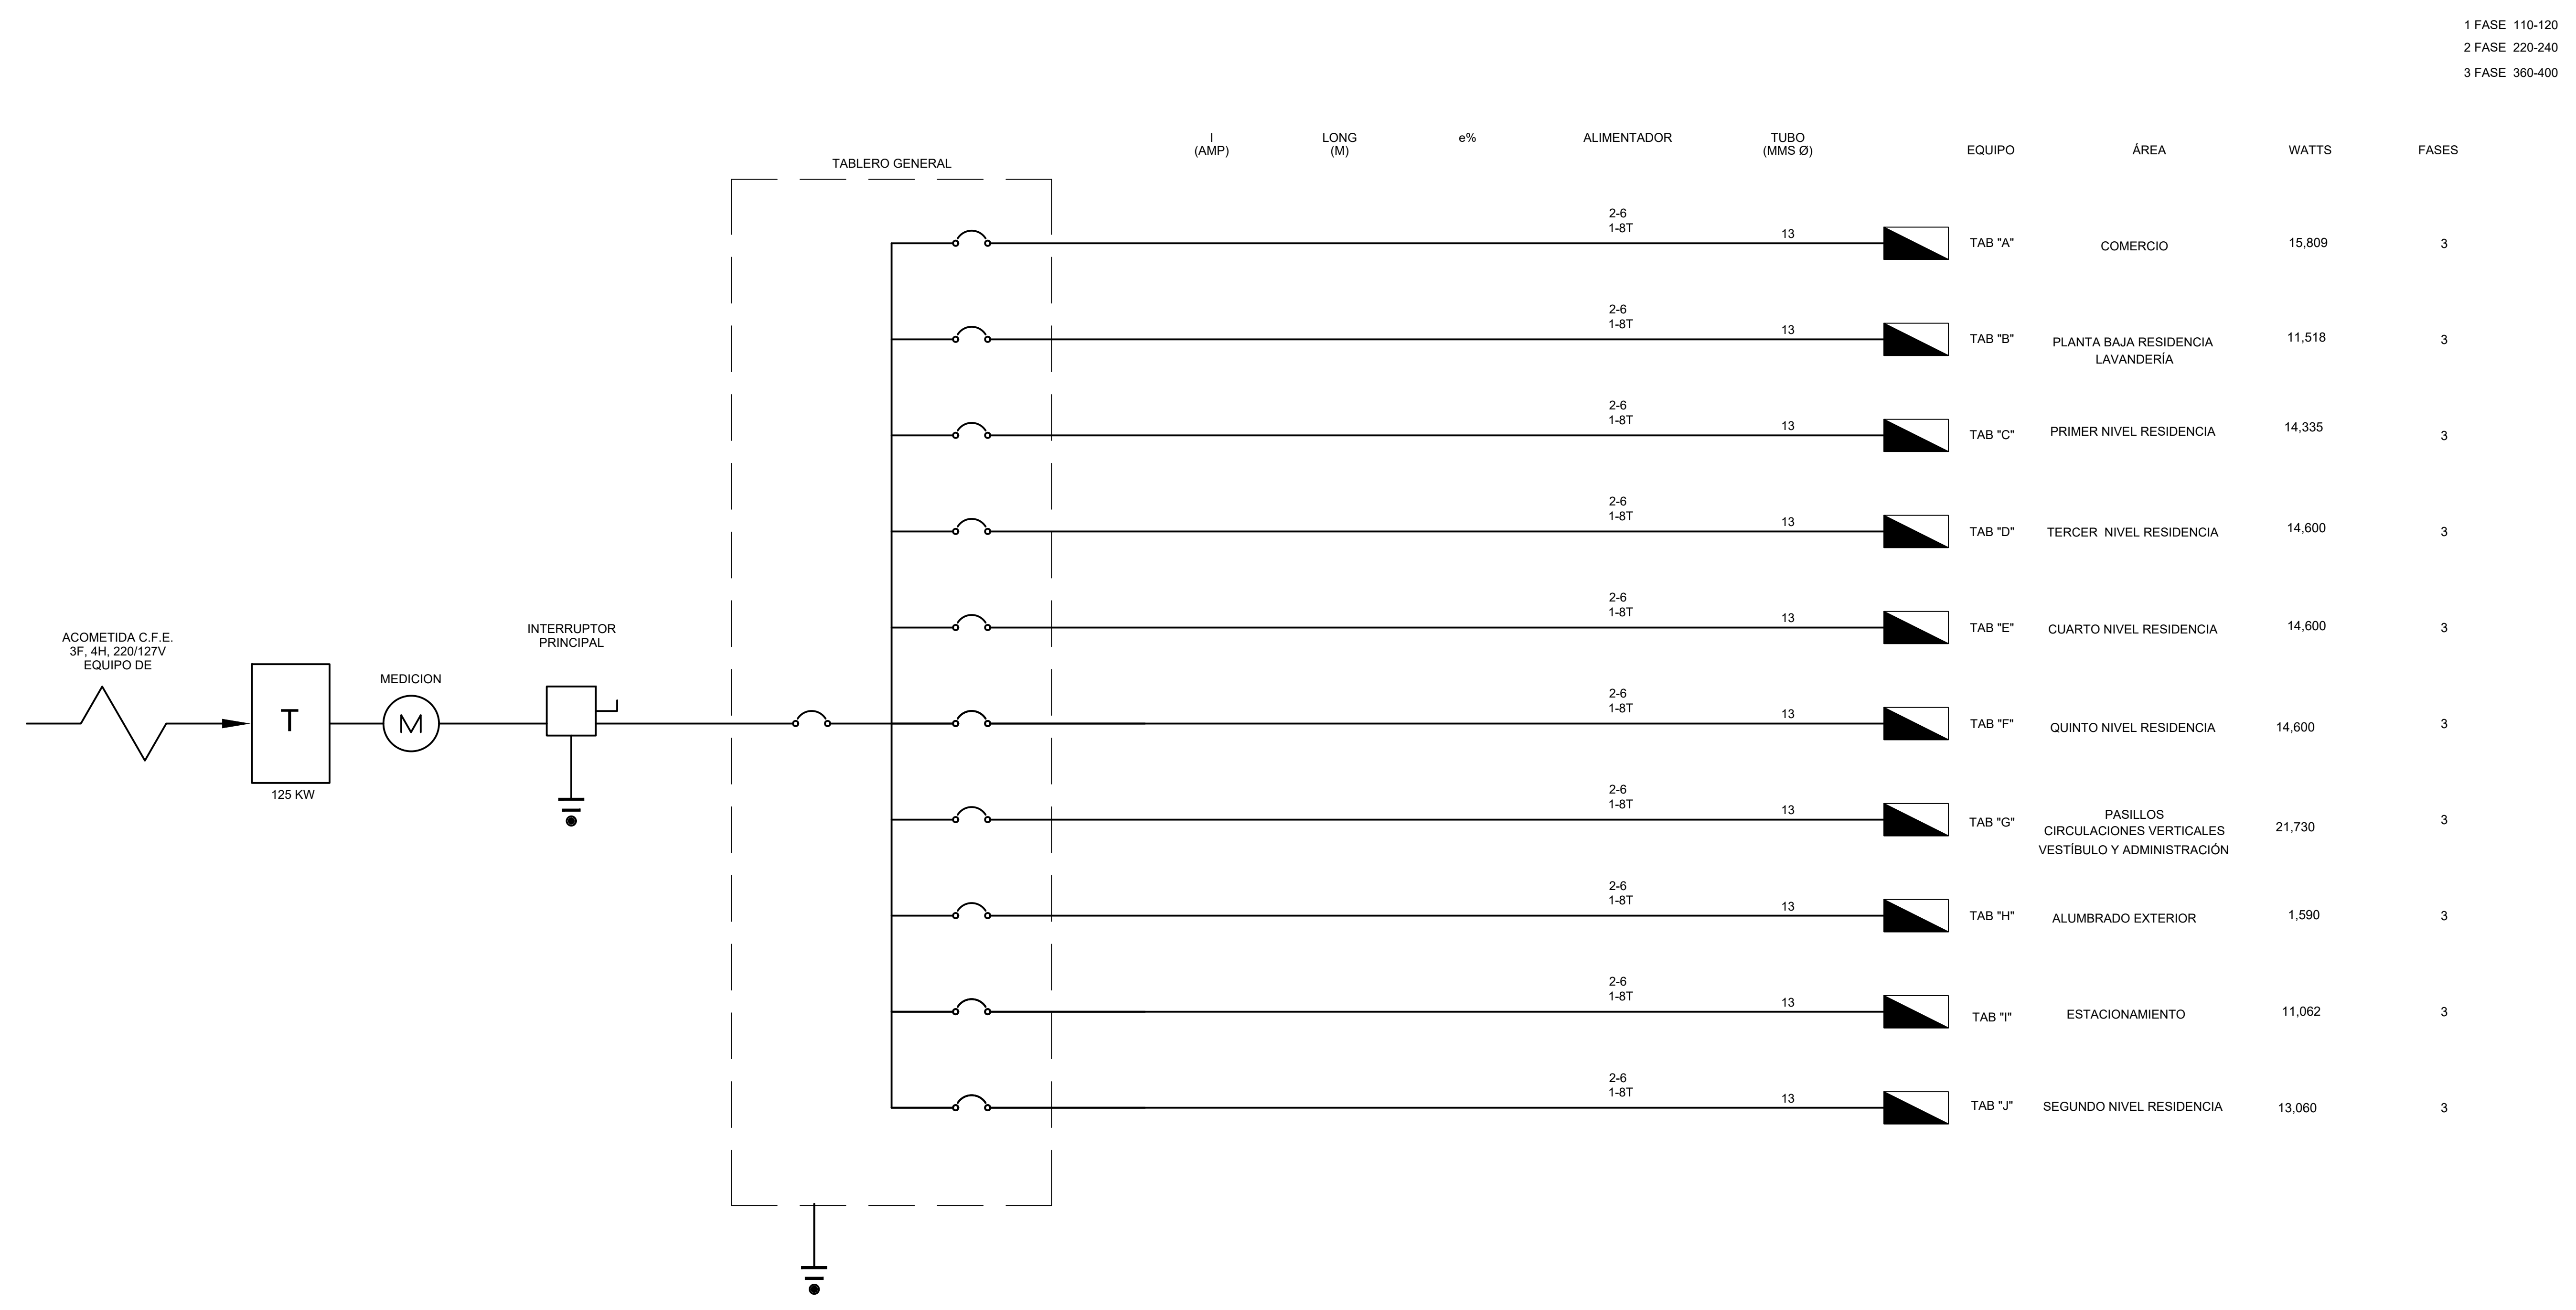 1 FASE  110-120
2 FASE  220-240
3 FASE  360-400
TABLERO GENERAL
I
(AMP)
LONG
(M)
e%
ALIMENTADOR
TUBO
(MMS Ø)
EQUIPO
ÁREA
WATTS
FASES
2-6
1-8T
13
TAB "A"
COMERCIO
15,809
3
2-6
1-8T
13
TAB "B"
PLANTA BAJA RESIDENCIA
LAVANDERÍA
11,518
3
2-6
1-8T
13
TAB "C"
PRIMER NIVEL RESIDENCIA
14,335
3
2-6
1-8T
13
TAB "D"
TERCER  NIVEL RESIDENCIA
14,600
3
2-6
1-8T
13
TAB "E"
CUARTO NIVEL RESIDENCIA
14,600
3
ACOMETIDA C.F.E.
3F, 4H, 220/127V
EQUIPO DE
T
125 KW
MEDICION
M
INTERRUPTOR
PRINCIPAL
2-6
1-8T
13
TAB "F"
QUINTO NIVEL RESIDENCIA
14,600
3
2-6
1-8T
13
TAB "G"
PASILLOS
CIRCULACIONES VERTICALES
VESTÍBULO Y ADMINISTRACIÓN
21,730
3
2-6
1-8T
13
TAB "H"
ALUMBRADO EXTERIOR
1,590
3
2-6
1-8T
13
TAB "I"
ESTACIONAMIENTO
11,062
3
2-6
1-8T
13
TAB "J"
SEGUNDO NIVEL RESIDENCIA
13,060
3